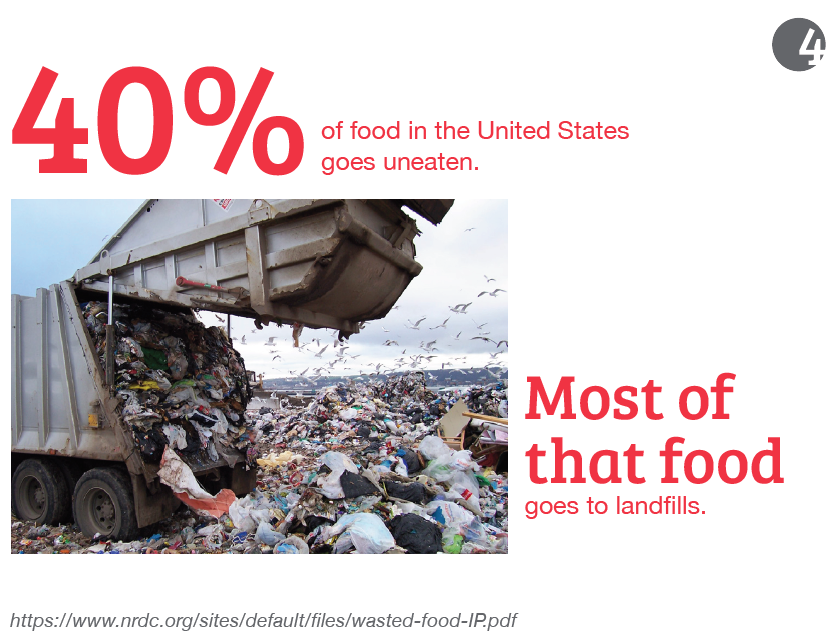 4
40%
of food in the United States
goes uneaten.
Most of
that food
goes to landfills.
https://www.nrdc.org/sites/default/files/wasted-food-IP.pdf